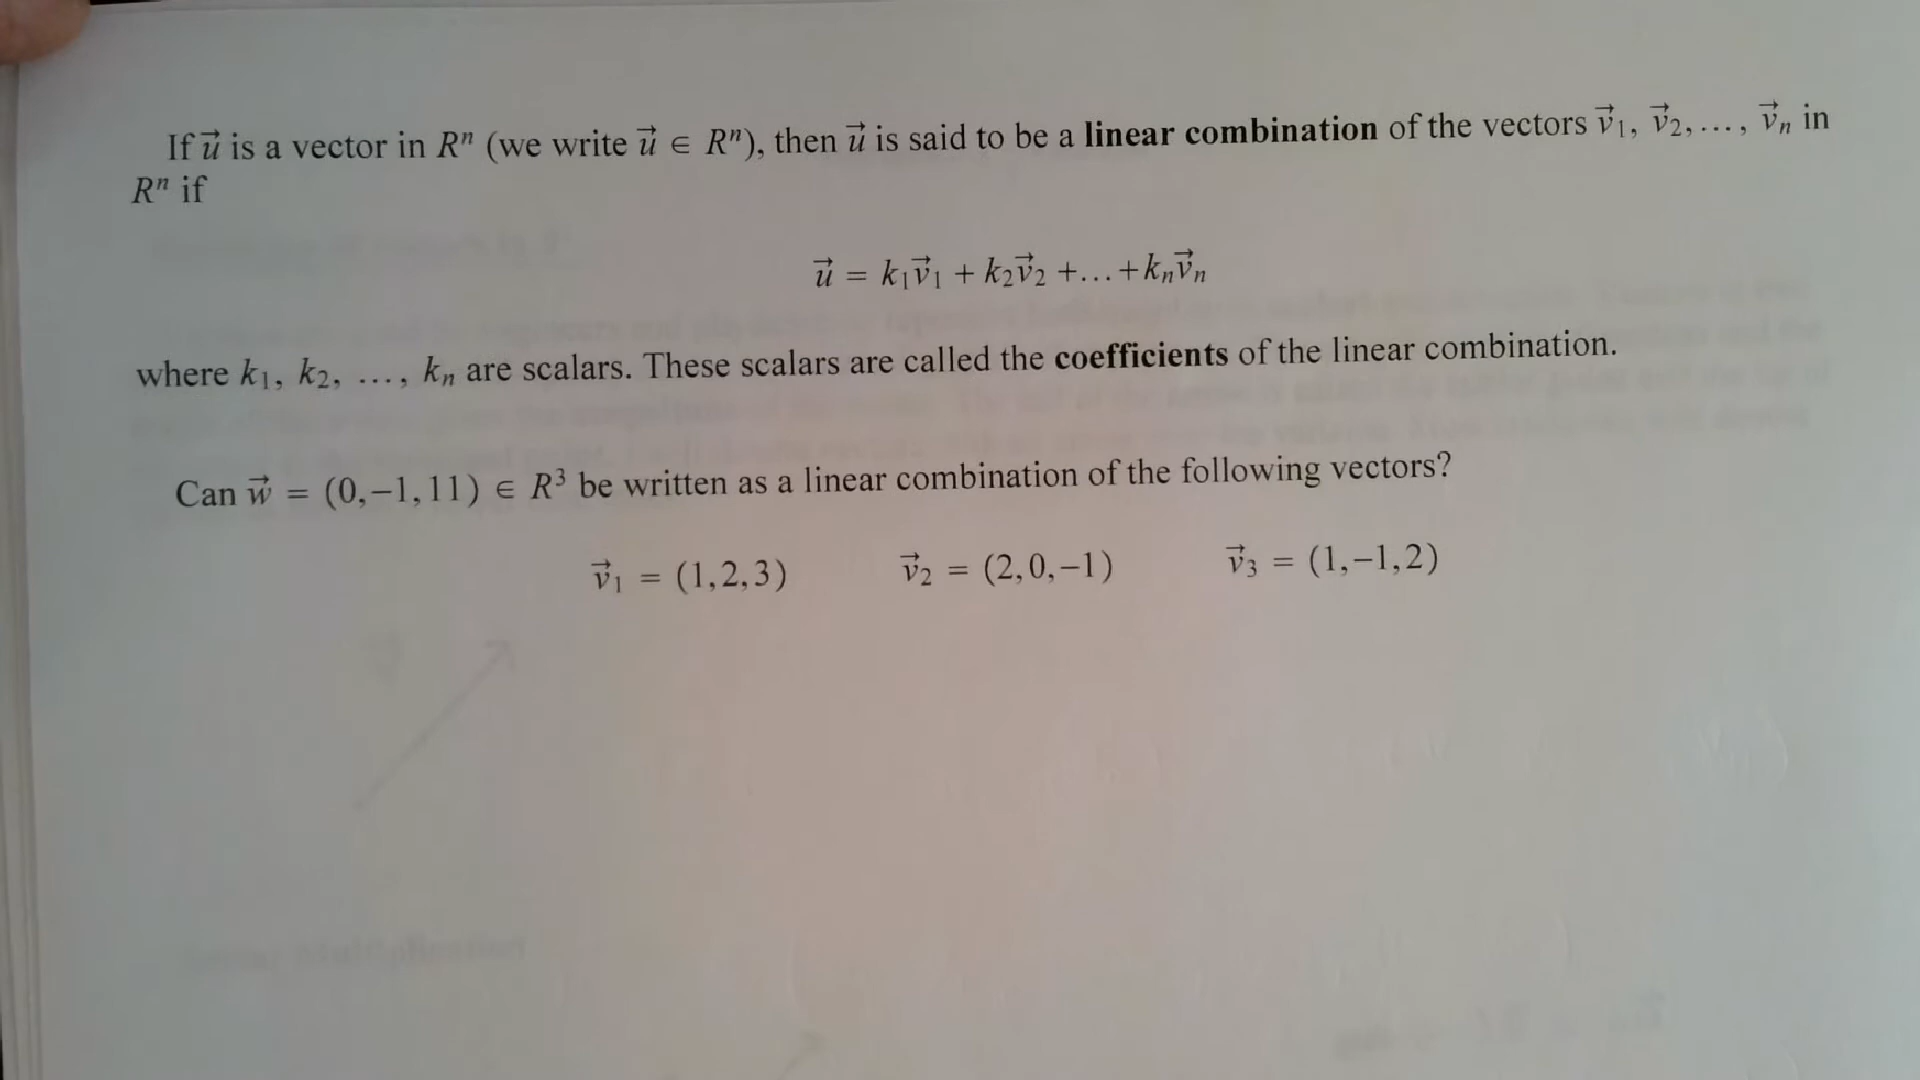 If u⃗ is a vector in Rⁿ (we write u⃗ ∈ Rⁿ), then u⃗ is said to be a linear combination of the vectors v⃗₁, v⃗₂, ..., v⃗ₙ in
Rⁿ if
u⃗ = k₁v⃗₁ + k₂v⃗₂ +...+kₙv⃗ₙ
where k₁, k₂, ..., kₙ are scalars. These scalars are called the coefficients of the linear combination.
Can w⃗ = (0,−1,11) ∈ R³ be written as a linear combination of the following vectors?
v⃗₁ = (1,2,3) v⃗₂ = (2,0,−1) v⃗₃ = (1,−1,2)